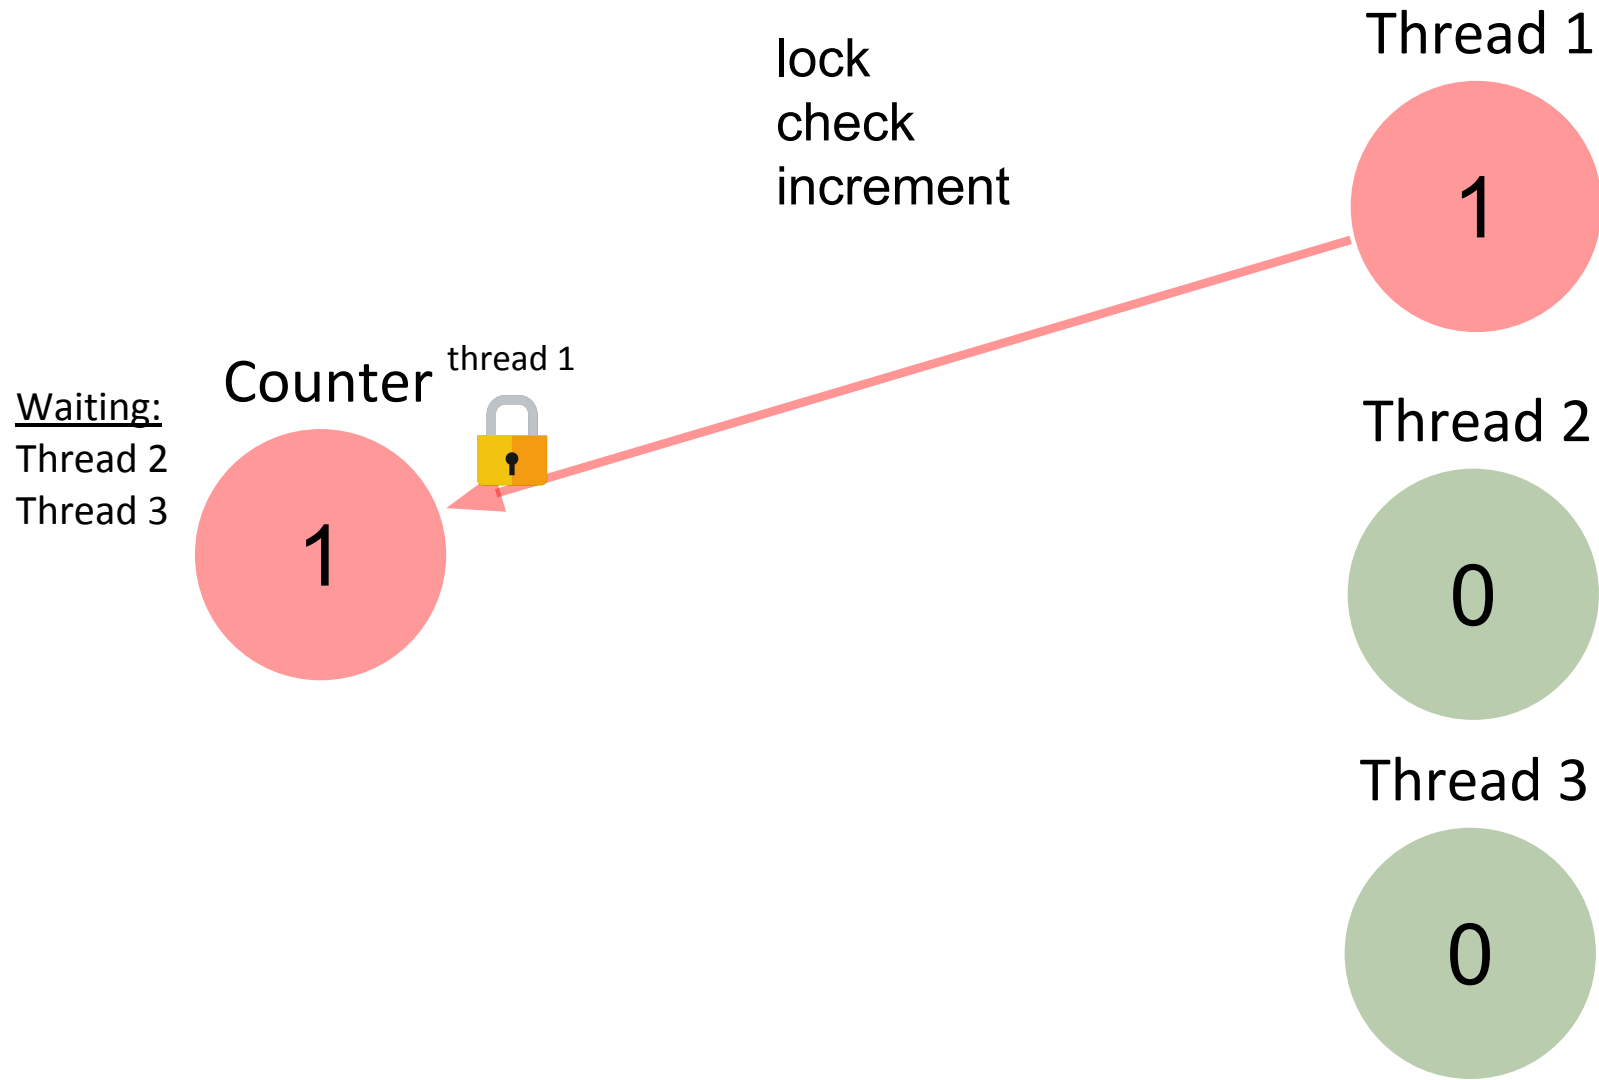 lock
check
increment
Thread 1
1
Counter
thread 1
Waiting:
Thread 2
Thread 3
1
Thread 2
0
Thread 3
0